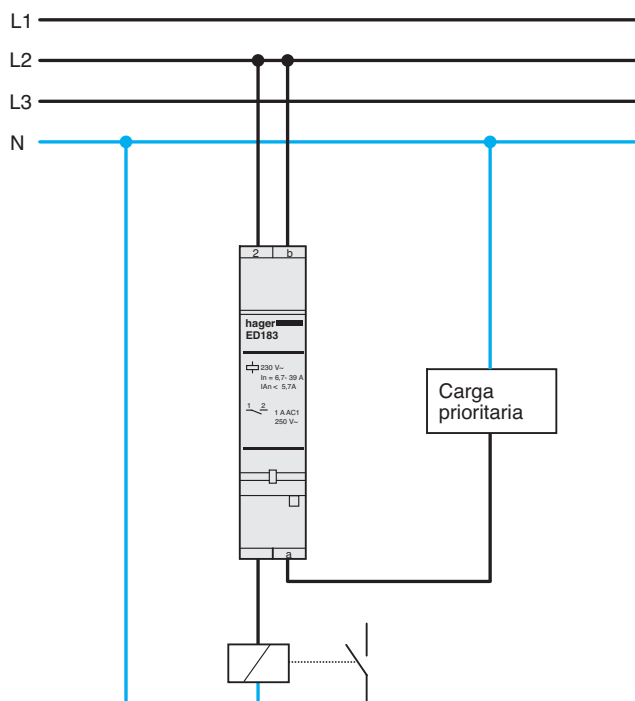 L1
L2
L3
N
2 b
hager
ED183
230 V~
In = 6,7- 39 A
IAn < 5,7A
1 2
1 A AC1
250 V~
Carga
prioritaria
a